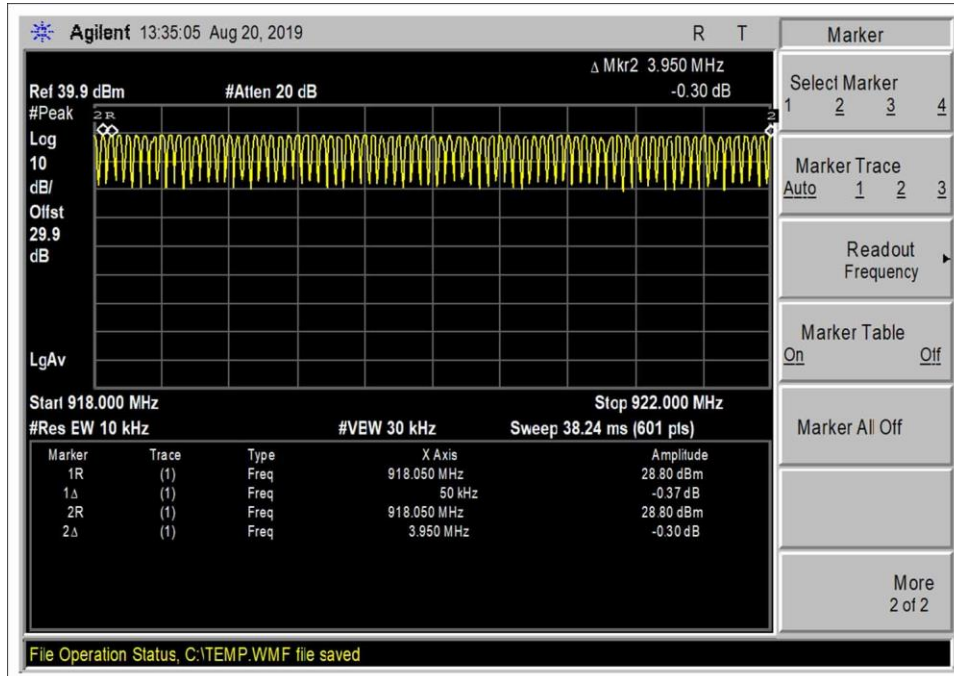 Agilent 13:35:05 Aug 20, 2019 R T
Δ Mkr2 3.950 MHz
Ref 39.9 dBm #Atten 20 dB -0.30 dB
#Peak
Log
10
dB/
Offst
29.9
dB
LgAv
2 R
2
Start 918.000 MHz Stop 922.000 MHz
#Res EW 10 kHz #VEW 30 kHz Sweep 38.24 ms (601 pts)
Marker Trace Type X Axis Amplitude
1R (1) Freq 918.050 MHz 28.80 dBm
1Δ (1) Freq 50 kHz -0.37 dB
2R (1) Freq 918.050 MHz 28.80 dBm
2Δ (1) Freq 3.950 MHz -0.30 dB
File Operation Status, C:\TEMP.WMF file saved
Marker
Select Marker
1 2 3 4
Marker Trace
Auto 1 2 3
Readout
Frequency
Marker Table
On Off
Marker All Off
More
2 of 2